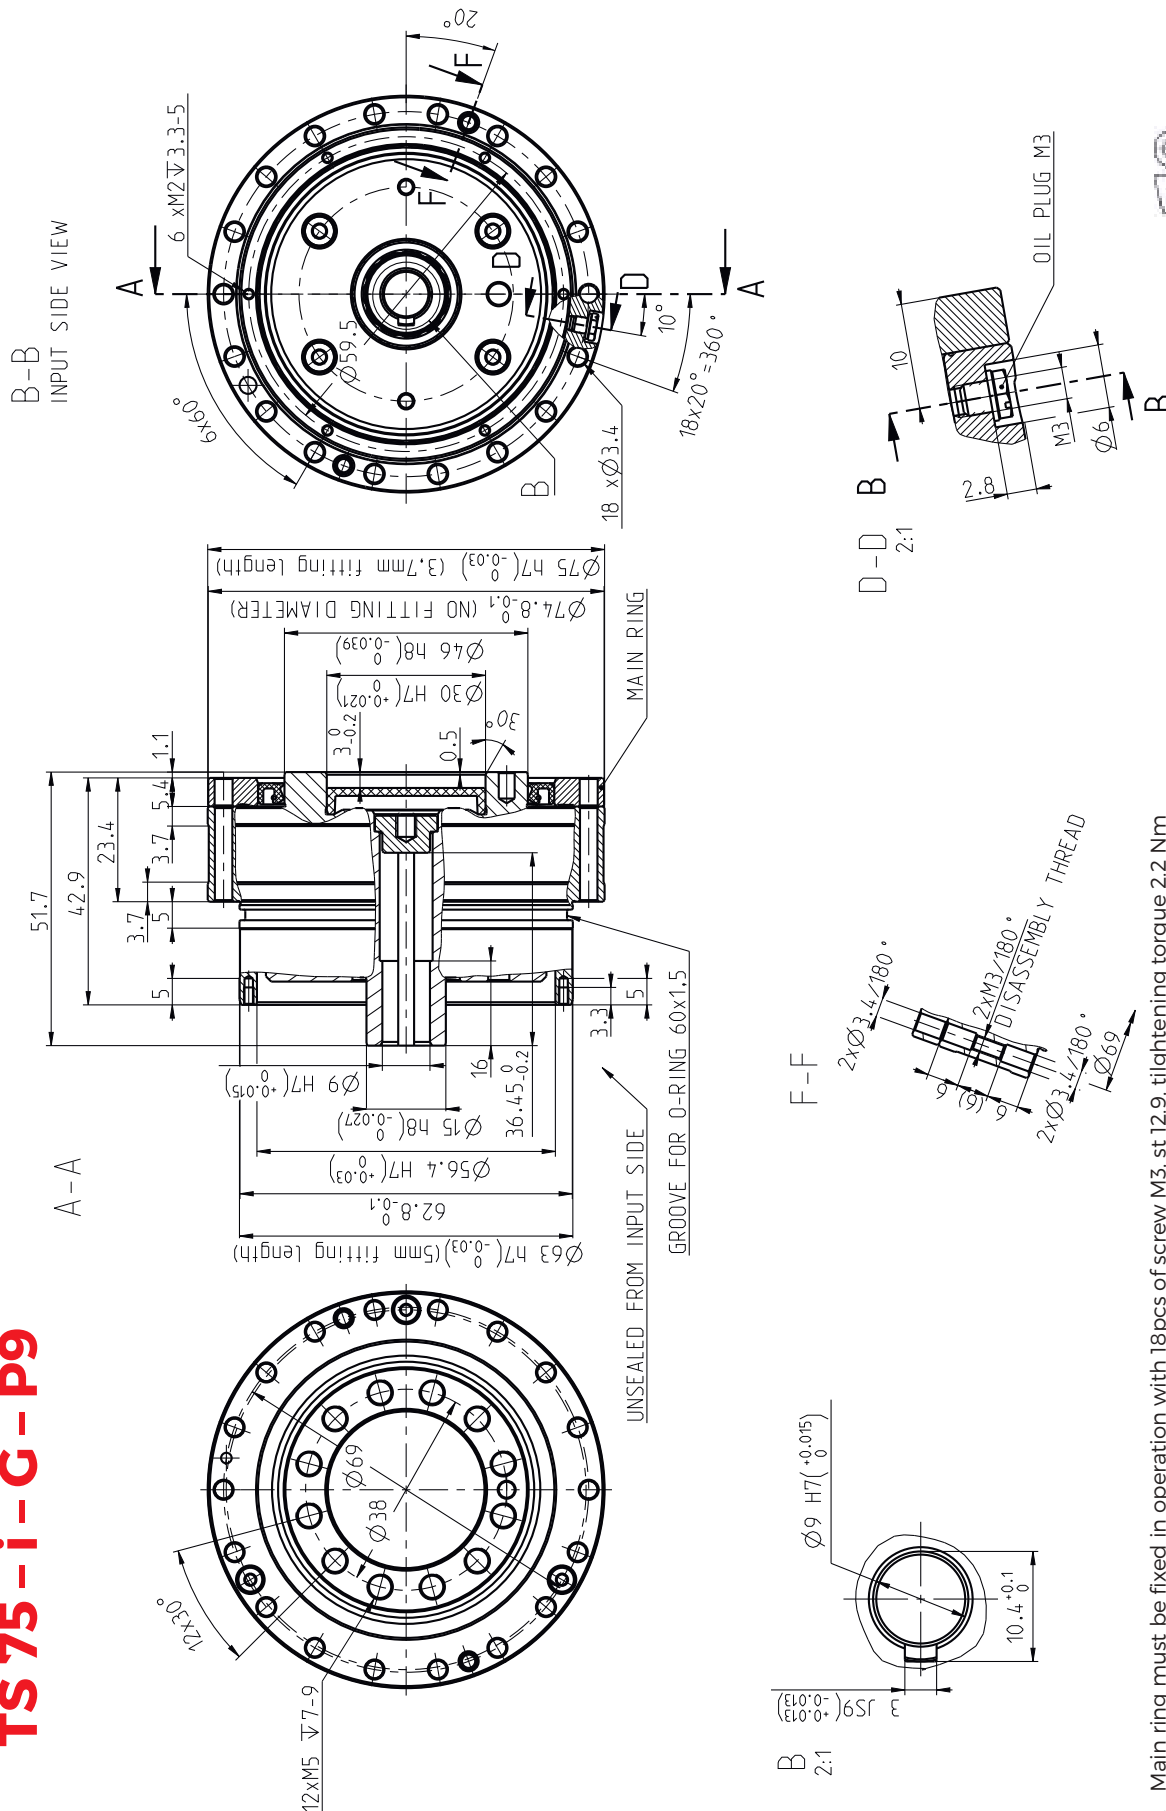 TS 75 – i – G – P9
12xM5 ↧7-9
12x30°
Ø69
Ø38
A-A
51.7
42.9
23.4
1.1
5.4
3.7
3.7
5
5
Ø75 h7( 0 -0.03) (3.7mm fitting length)
Ø74.8 0 -0.1 (NO FITTING DIAMETER)
Ø46 h8( 0 -0.039)
Ø30 H7(+0.021 0)
3 0 -0.2
0.5
30°
MAIN RING
16
36.45 0 -0.2
3.3
5
Ø9 H7(+0.015 0)
Ø15 h8( 0 -0.027)
Ø56.4 H7(+0.03 0)
62.8 0 -0.1
Ø63 h7( 0 -0.03)(5mm fitting length)
UNSEALED FROM INPUT SIDE
GROOVE FOR O-RING 60x1,5
B-B
INPUT SIDE VIEW
6 xM2↧3.3-5
A
A
20°
F
F
D
D
6x60°
Ø59.5
10°
18x20°=360°
B
18 xØ3.4
B
2:1
3 JS9(+0.013 -0.013)
Ø9 H7(+0.015 0)
10.4 +0.1 0
F-F
2xØ3.4/180°
2xM3/180°
DISASSEMBLY THREAD
6
(6)
6
2xØ3.4/180°
Ø69
D-D
2:1
B
B
10
2.8
M3
Ø6
OIL PLUG M3
Main ring must be fixed in operation with 18pcs of screw M3, st 12.9, tightening torque 2.2 Nm